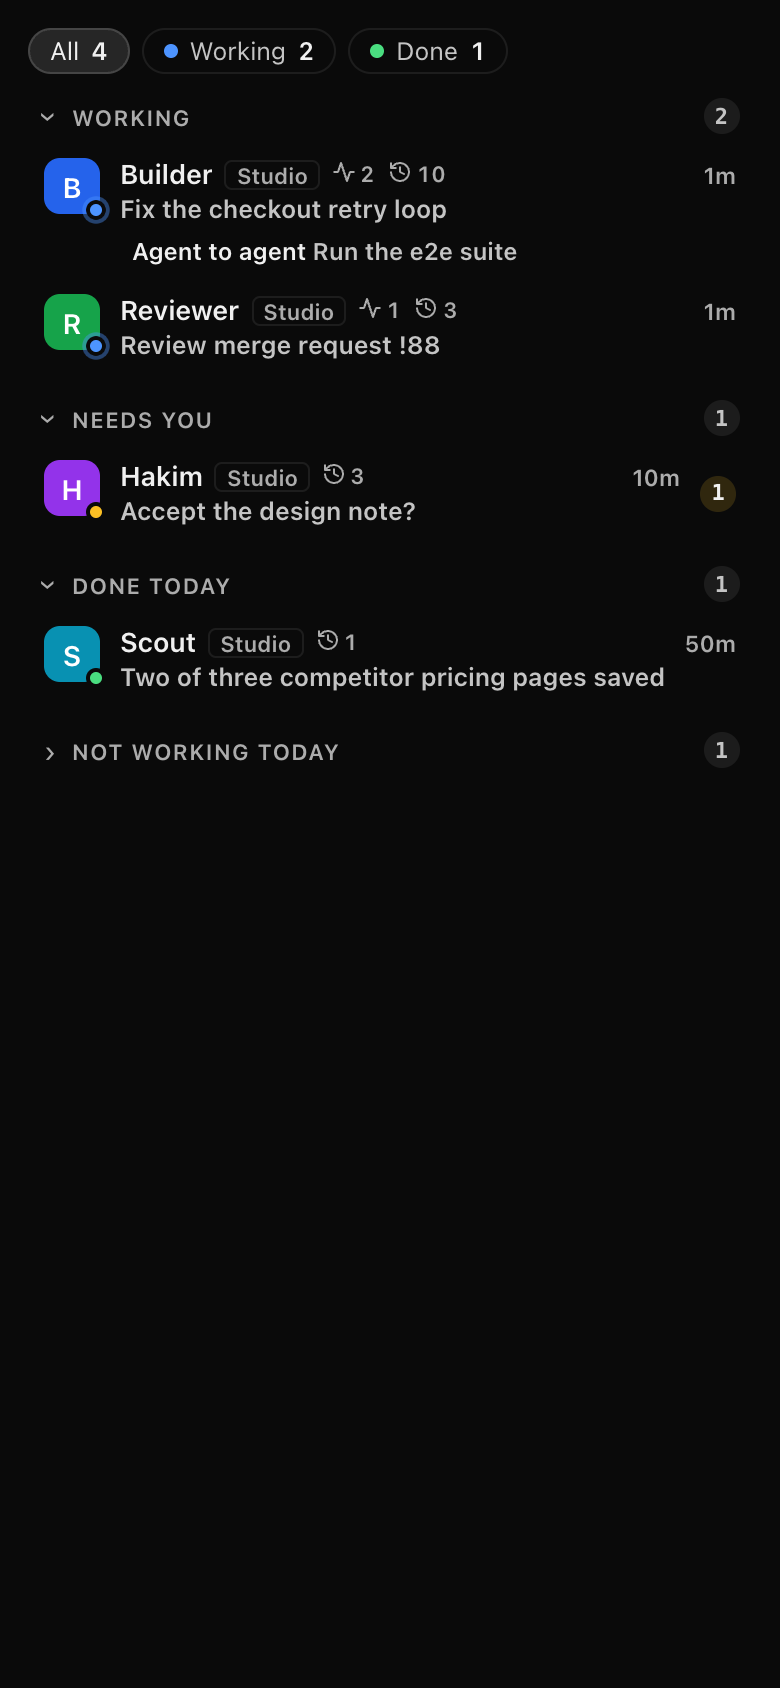 All 4 Working 2 Done 1
WORKING 2
B Builder Studio 2 10 1m
Fix the checkout retry loop
Agent to agent Run the e2e suite
R Reviewer Studio 1 3 1m
Review merge request !88
NEEDS YOU 1
H Hakim Studio 3 10m 1
Accept the design note?
DONE TODAY 1
S Scout Studio 1 50m
Two of three competitor pricing pages saved
NOT WORKING TODAY 1